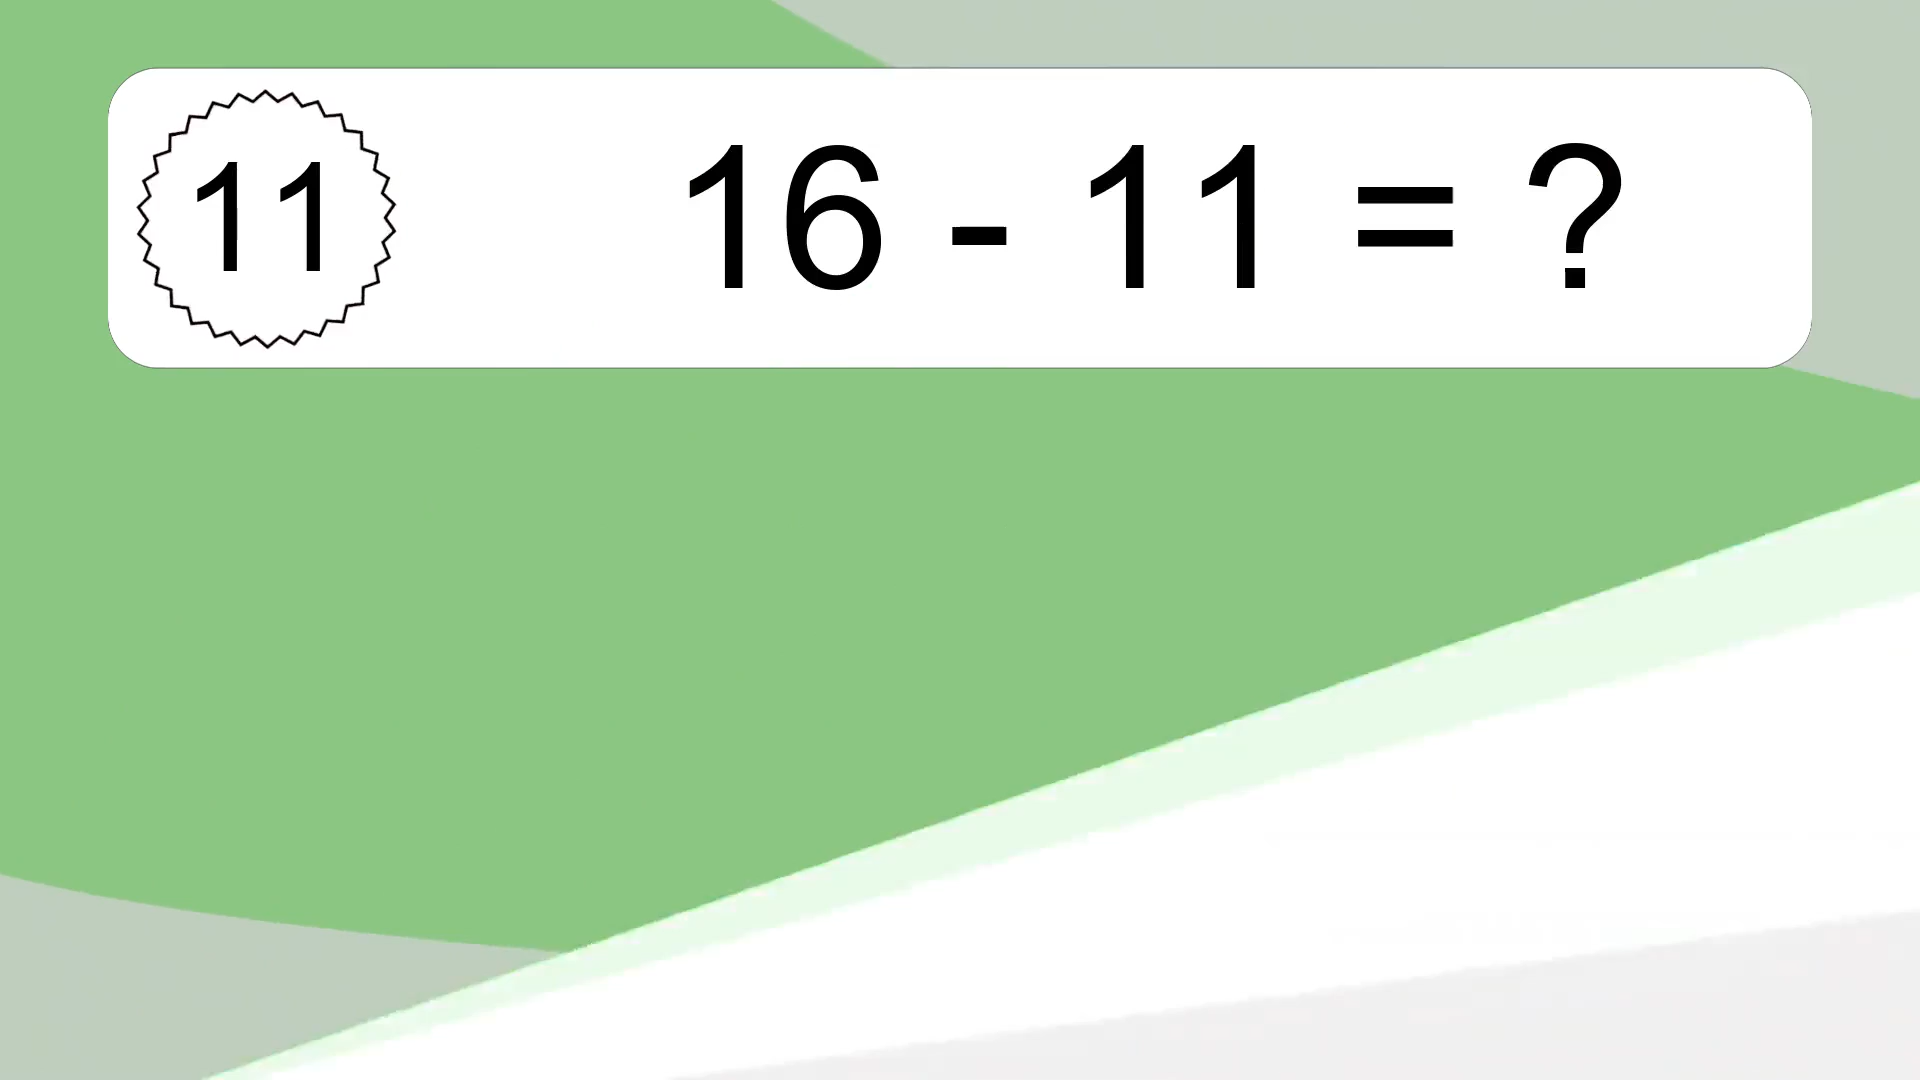 11 16 - 11 = ?